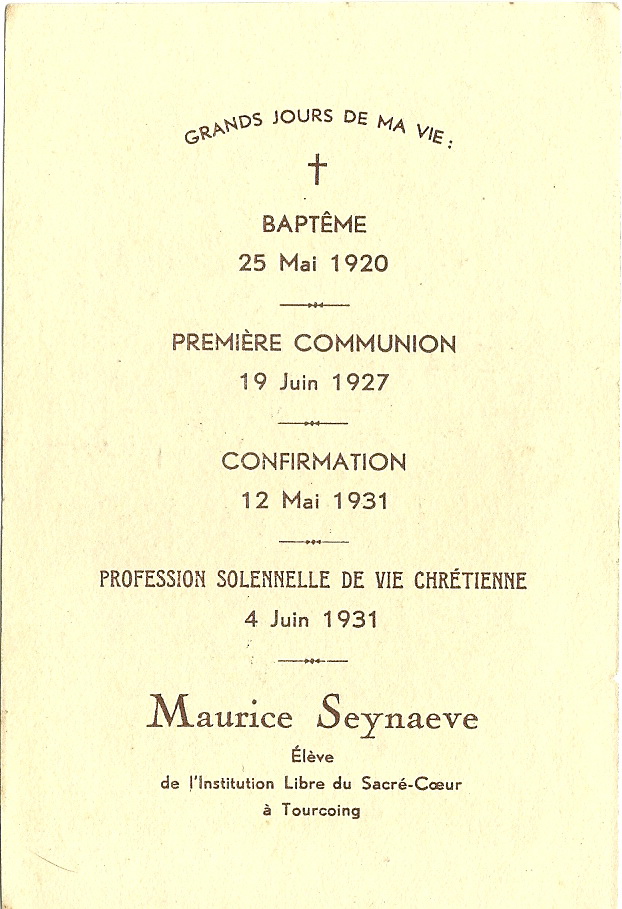 GRANDS JOURS DE MA VIE :
BAPTÊME
25 Mai 1920
PREMIÈRE COMMUNION
19 Juin 1927
CONFIRMATION
12 Mai 1931
PROFESSION SOLENNELLE DE VIE CHRÉTIENNE
4 Juin 1931
Maurice Seynaeve
Élève
de l'Institution Libre du Sacré-Cœur
à Tourcoing